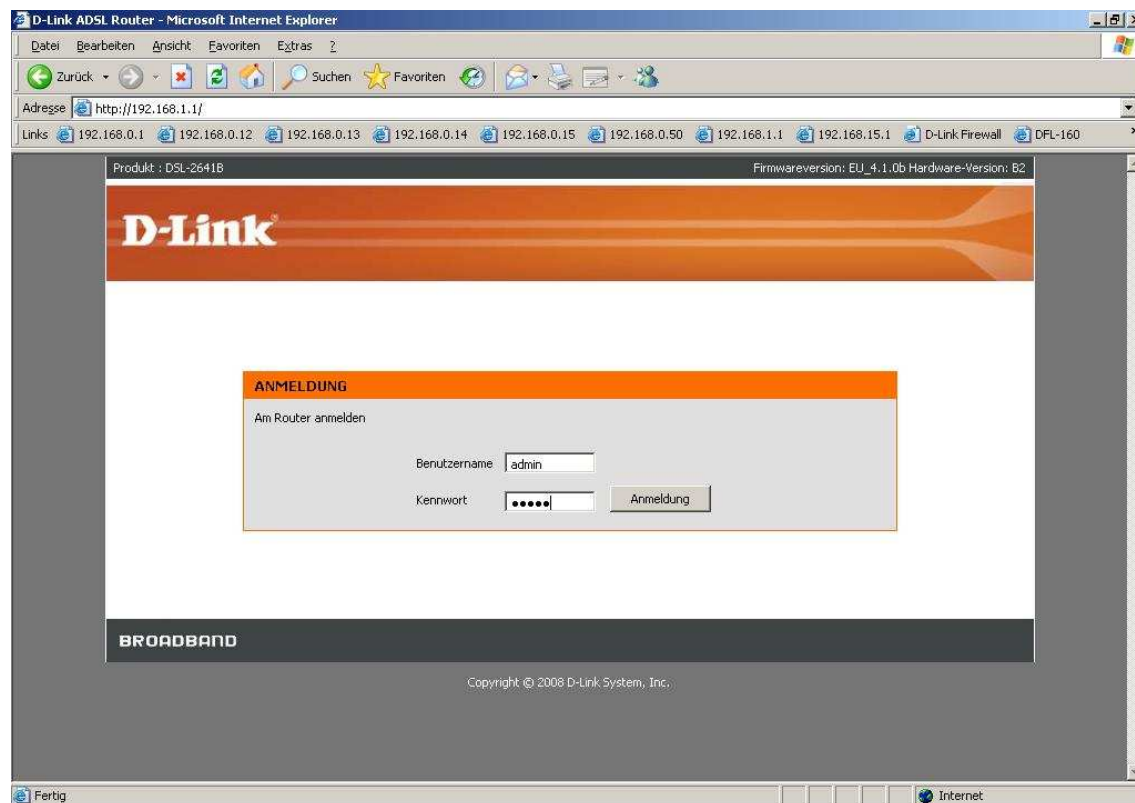 D-Link ADSL Router - Microsoft Internet Explorer
Datei Bearbeiten Ansicht Favoriten Extras ?
Zurück Suchen Favoriten
Adresse http://192.168.1.1/
Links 192.168.0.1 192.168.0.12 192.168.0.13 192.168.0.14 192.168.0.15 192.168.0.50 192.168.1.1 192.168.15.1 D-Link Firewall DFL-160
Produkt : DSL-2641B Firmwareversion: EU_4.1.0b Hardware-Version: B2
D-Link®
ANMELDUNG
Am Router anmelden
Benutzername admin
Kennwort ●●●●● Anmeldung
BROADBAND
Copyright © 2008 D-Link System, Inc.
Fertig Internet